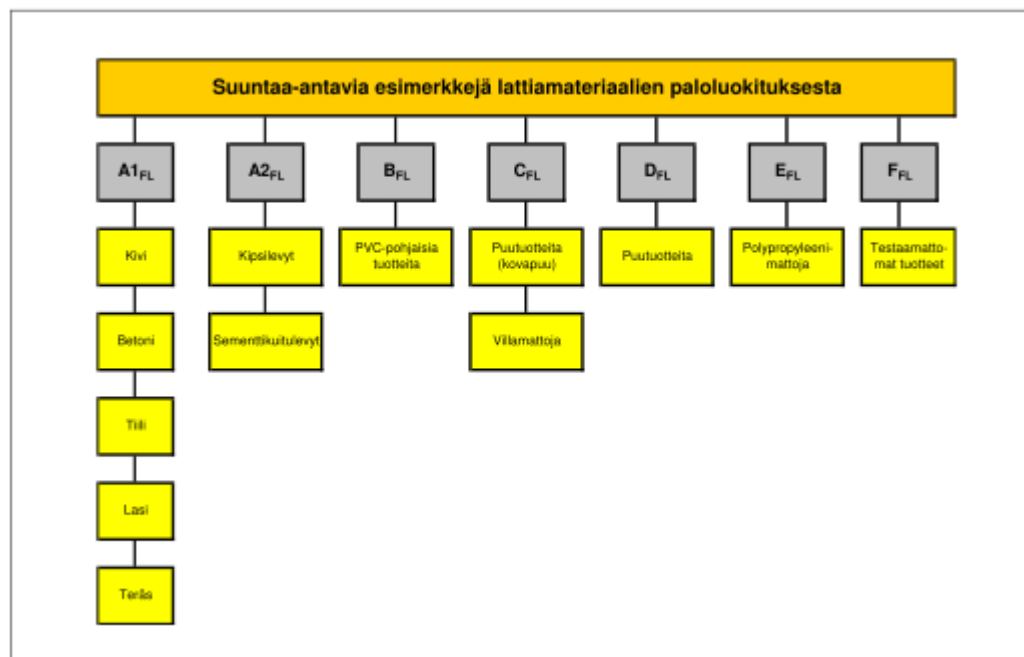 Suuntaa-antavia esimerkkejä lattiamateriaalien paloluokituksesta
A1FL
A2FL
BFL
CFL
DFL
EFL
FFL
Kivi
Kipsilevyt
PVC-pohjaisia
tuotteita
Puutuotteita
(kovapuu)
Puutuotteita
Polypropyleeni-
mattoja
Testaamatto-
mat tuotteet
Betoni
Sementtikuitulevyt
Villamattoja
Tiili
Lasi
Teräs